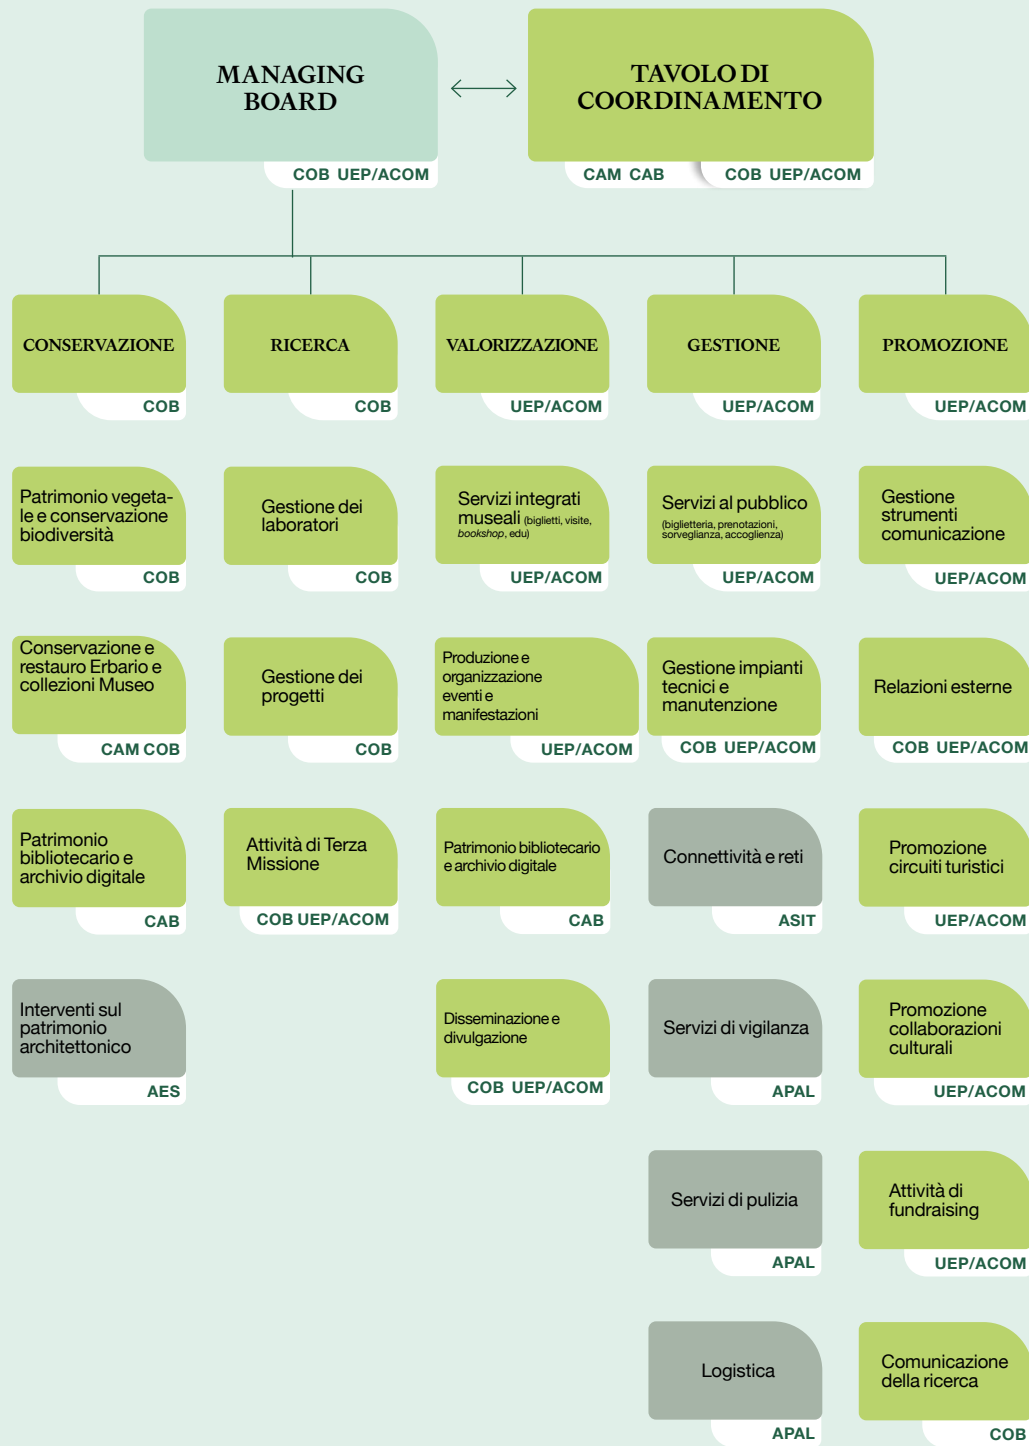 MANAGING
BOARD
COB UEP/ACOM
TAVOLO DI
COORDINAMENTO
CAM CAB
COB UEP/ACOM
CONSERVAZIONE
COB
RICERCA
COB
VALORIZZAZIONE
UEP/ACOM
GESTIONE
UEP/ACOM
PROMOZIONE
UEP/ACOM
Patrimonio vegeta-
le e conservazione
biodiversità
COB
Gestione dei
laboratori
COB
Servizi integrati
museali (biglietti, visite,
bookshop, edu)
UEP/ACOM
Servizi al pubblico
(biglietteria, prenotazioni,
sorveglianza, accoglienza)
UEP/ACOM
Gestione
strumenti
comunicazione
UEP/ACOM
Conservazione e
restauro Erbario e
collezioni Museo
CAM COB
Gestione dei
progetti
COB
Produzione e
organizzazione
eventi e
manifestazioni
UEP/ACOM
Gestione impianti
tecnici e
manutenzione
COB UEP/ACOM
Relazioni esterne
COB UEP/ACOM
Patrimonio
bibliotecario e
archivio digitale
CAB
Attività di Terza
Missione
COB UEP/ACOM
Patrimonio bibliotecario
e archivio digitale
CAB
Connettività e reti
ASIT
Promozione
circuiti turistici
UEP/ACOM
Interventi sul
patrimonio
architettonico
AES
Disseminazione e
divulgazione
COB UEP/ACOM
Servizi di vigilanza
APAL
Promozione
collaborazioni
culturali
UEP/ACOM
Servizi di pulizia
APAL
Attività di
fundraising
UEP/ACOM
Logistica
APAL
Comunicazione
della ricerca
COB